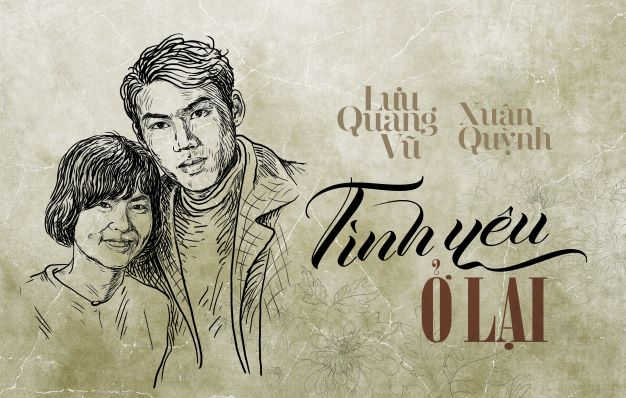 Lưu
Quang
Vũ
Xuân
Quỳnh
Tình yêu
Ở LẠI